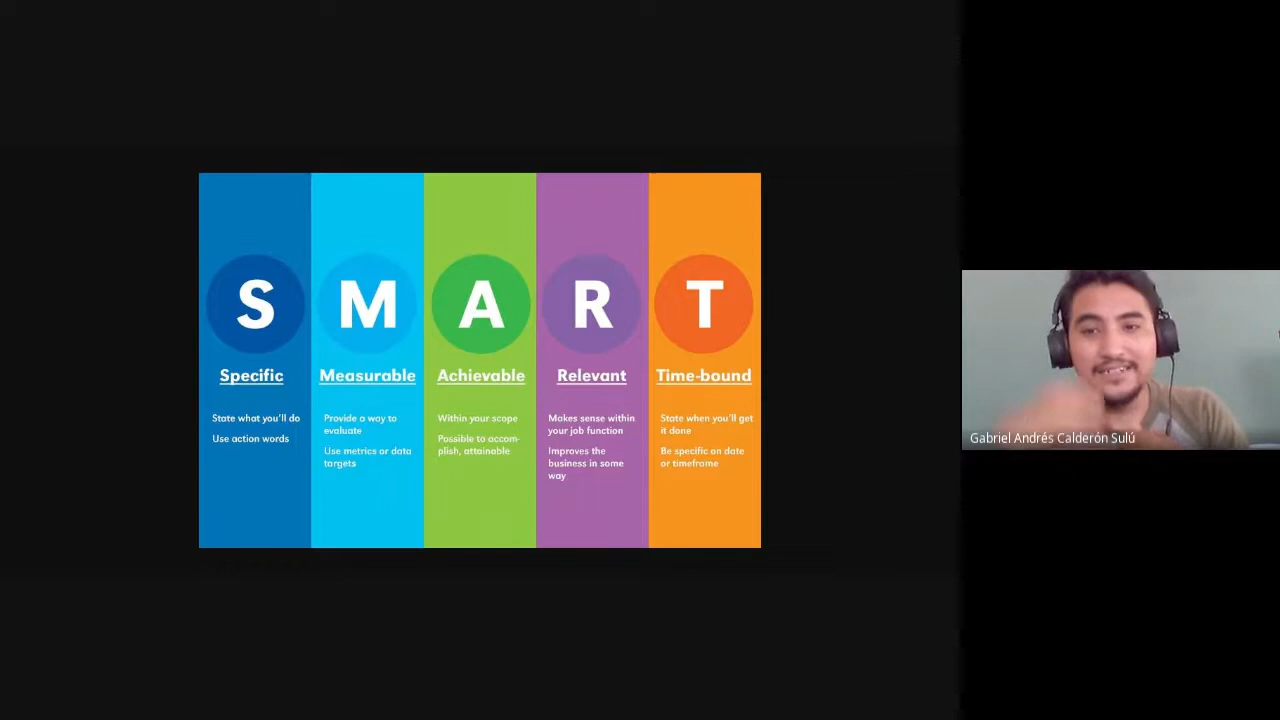 S M A R T
Specific
State what you'll do
Use action words
Measurable
Provide a way to
evaluate
Use metrics or data
targets
Achievable
Within your scope
Possible to accom-
plish, attainable
Relevant
Makes sense within
your job function
Improves the
business in some
way
Time-bound
State when you'll get
it done
Be specific on date
or timeframe
Gabriel Andrés Calderón Sulú